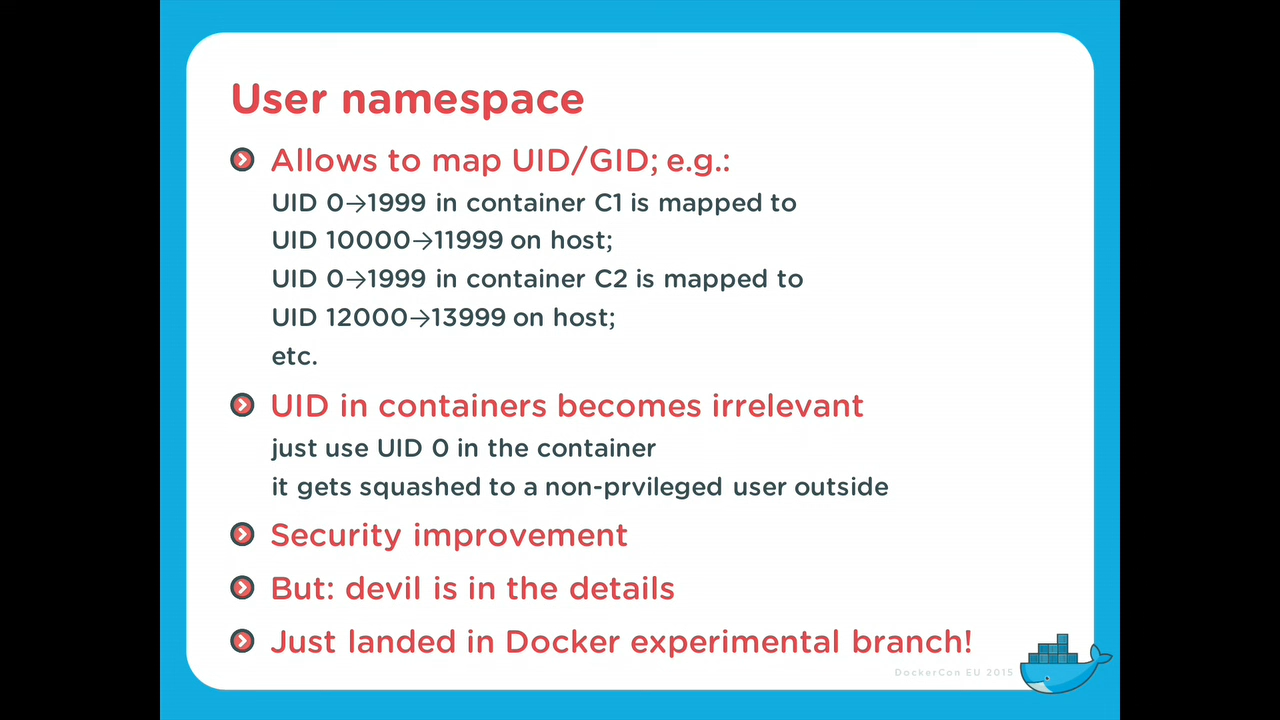 User namespace
Allows to map UID/GID; e.g.:
UID 0→1999 in container C1 is mapped to
UID 10000→11999 on host;
UID 0→1999 in container C2 is mapped to
UID 12000→13999 on host;
etc.
UID in containers becomes irrelevant
just use UID 0 in the container
it gets squashed to a non-prvileged user outside
Security improvement
But: devil is in the details
Just landed in Docker experimental branch!
DockerCon EU 2015